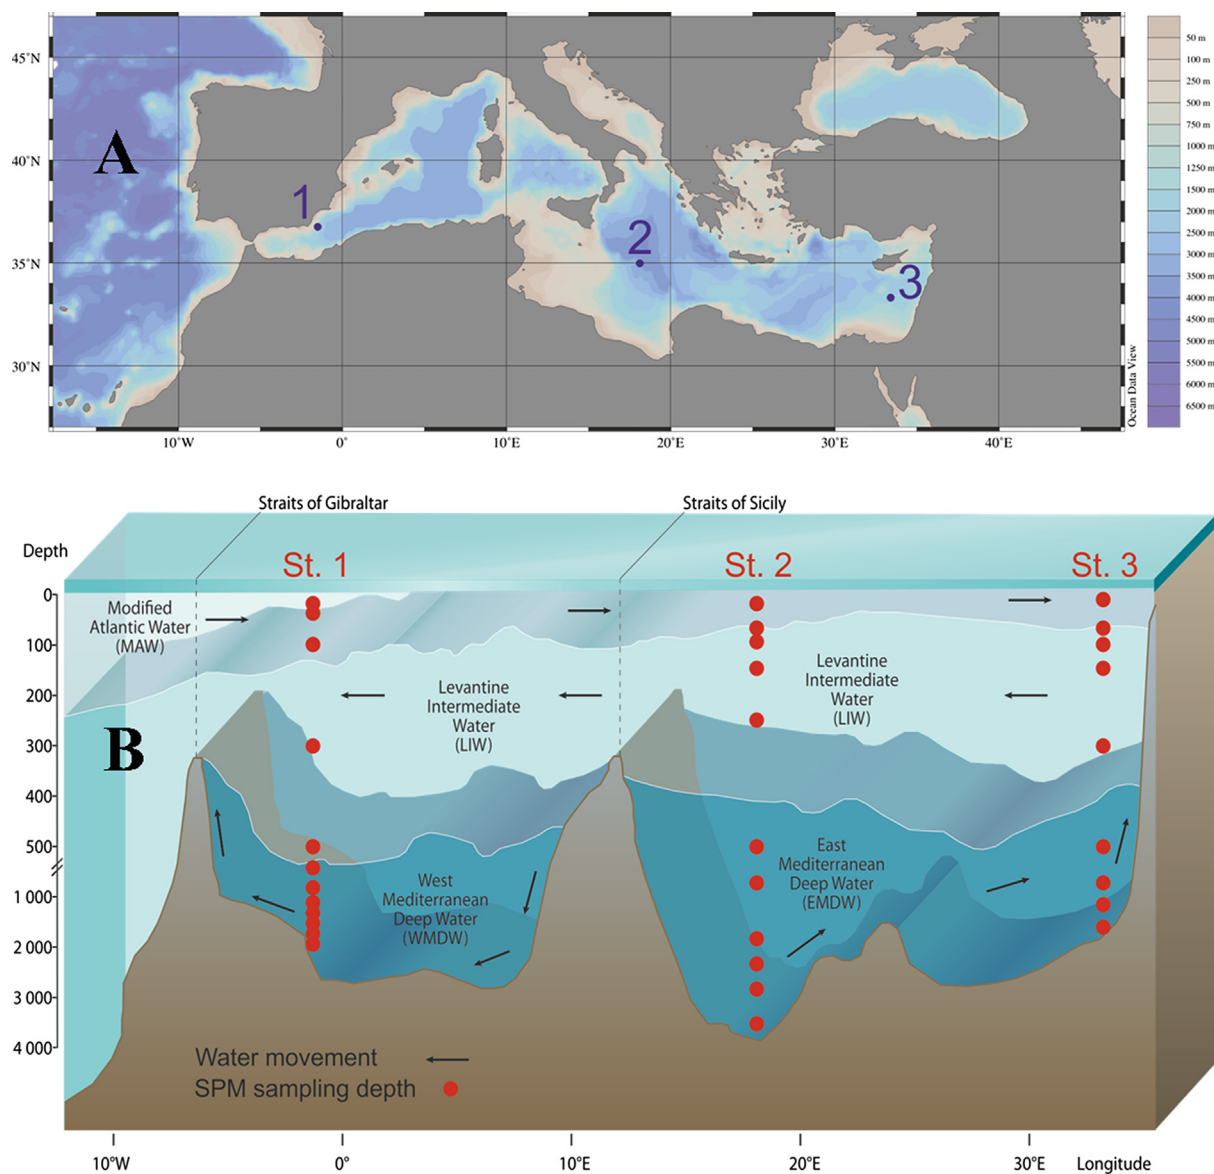 A
45°N
40°N
35°N
30°N
10°W
0°
10°E
20°E
30°E
40°E
1
2
3
50 m
100 m
250 m
500 m
750 m
1000 m
1250 m
1500 m
2000 m
2500 m
3000 m
3500 m
4000 m
4500 m
5000 m
5500 m
6000 m
6500 m
Ocean Data View
Straits of Gibraltar
Straits of Sicily
Depth
St. 1
St. 2
St. 3
0
100
200
300
400
500
1 000
2 000
3 000
4 000
Modified
Atlantic Water
(MAW)
Levantine
Intermediate
Water
(LIW)
Levantine
Intermediate
Water
(LIW)
B
West
Mediterranean
Deep Water
(WMDW)
East
Mediterranean
Deep Water
(EMDW)
Water movement
SPM sampling depth
10°W
0°
10°E
20°E
30°E
Longitude